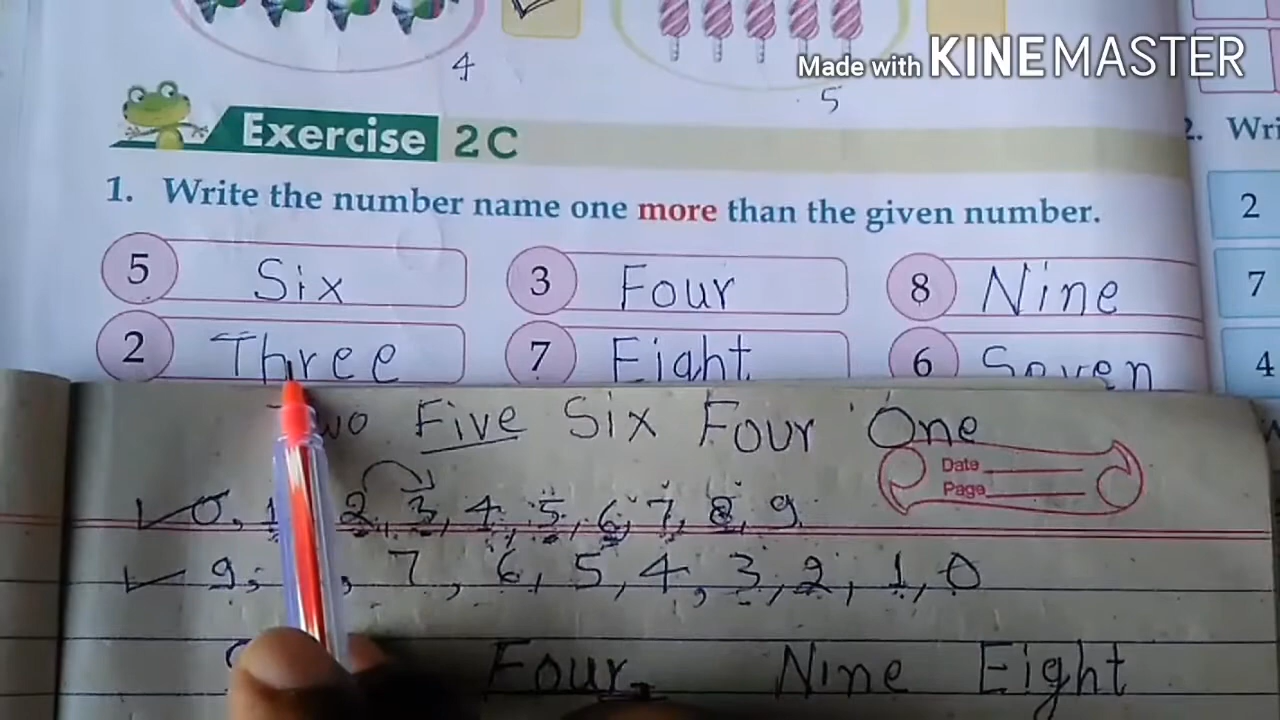 4
5
Made with KINEMASTER
Exercise 2C
1. Write the number name one more than the given number.
5 Six 3 Four 8 Nine
2 Three 7 Eight 6 Seven
2. Wri
2
7
4
Five Six Four One
Date
Page
0, 1 2, 3, 4, 5, 6, 7, 8, 9
9, , 7, 6, 5, 4, 3, 2, 1, 0
Four Nine Eight